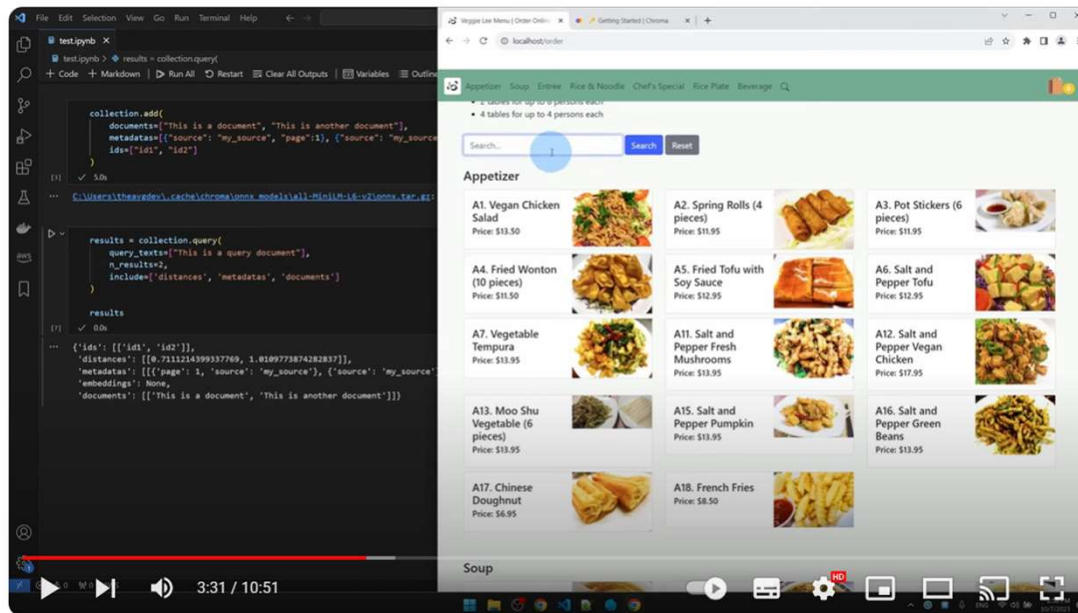 File Edit Selection View Go Run Terminal Help
test.ipynb
test.ipynb > results = collection.query(
+ Code + Markdown Run All Restart Clear All Outputs Variables Outline
collection.add(
documents=["This is a document", "This is another document"],
metadatas=[{"source": "my_source", "page":1}, {"source": "my_source
ids=["id1", "id2"]
)
[3] 5.0s
C:\Users\theavgdev\.cache\chroma\onnx_models\all-MiniLM-L6-v2\onnx.tar.gz:
results = collection.query(
query_texts=["This is a query document"],
n_results=2,
include=['distances', 'metadatas', 'documents']
)
results
[7] 0.0s
{'ids': [['id1', 'id2']],
'distances': [[0.7111214399337769, 1.0109773874282837]],
'metadatas': [[{'page': 1, 'source': 'my_source'}, {'source': 'my_source'
'embeddings': None,
'documents': [['This is a document', 'This is another document']]}
aws
Veggie Lee Menu | Order Online
Getting Started | Chroma
localhost/order
Appetizer Soup Entree Rice & Noodle Chef's Special Rice Plate Beverage
2 tables for up to 8 persons each
4 tables for up to 4 persons each
Search... Search Reset
Appetizer
A1. Vegan Chicken Salad
Price: $13.50
A2. Spring Rolls (4 pieces)
Price: $11.95
A3. Pot Stickers (6 pieces)
Price: $11.95
A4. Fried Wonton (10 pieces)
Price: $11.50
A5. Fried Tofu with Soy Sauce
Price: $12.95
A6. Salt and Pepper Tofu
Price: $12.95
A7. Vegetable Tempura
Price: $13.95
A11. Salt and Pepper Fresh Mushrooms
Price: $13.95
A12. Salt and Pepper Vegan Chicken
Price: $17.95
A13. Moo Shu Vegetable (6 pieces)
Price: $13.95
A15. Salt and Pepper Pumpkin
Price: $13.95
A16. Salt and Pepper Green Beans
Price: $13.95
A17. Chinese Doughnut
Price: $6.95
A18. French Fries
Price: $8.50
Soup
3:31 / 10:51
HD
ENG